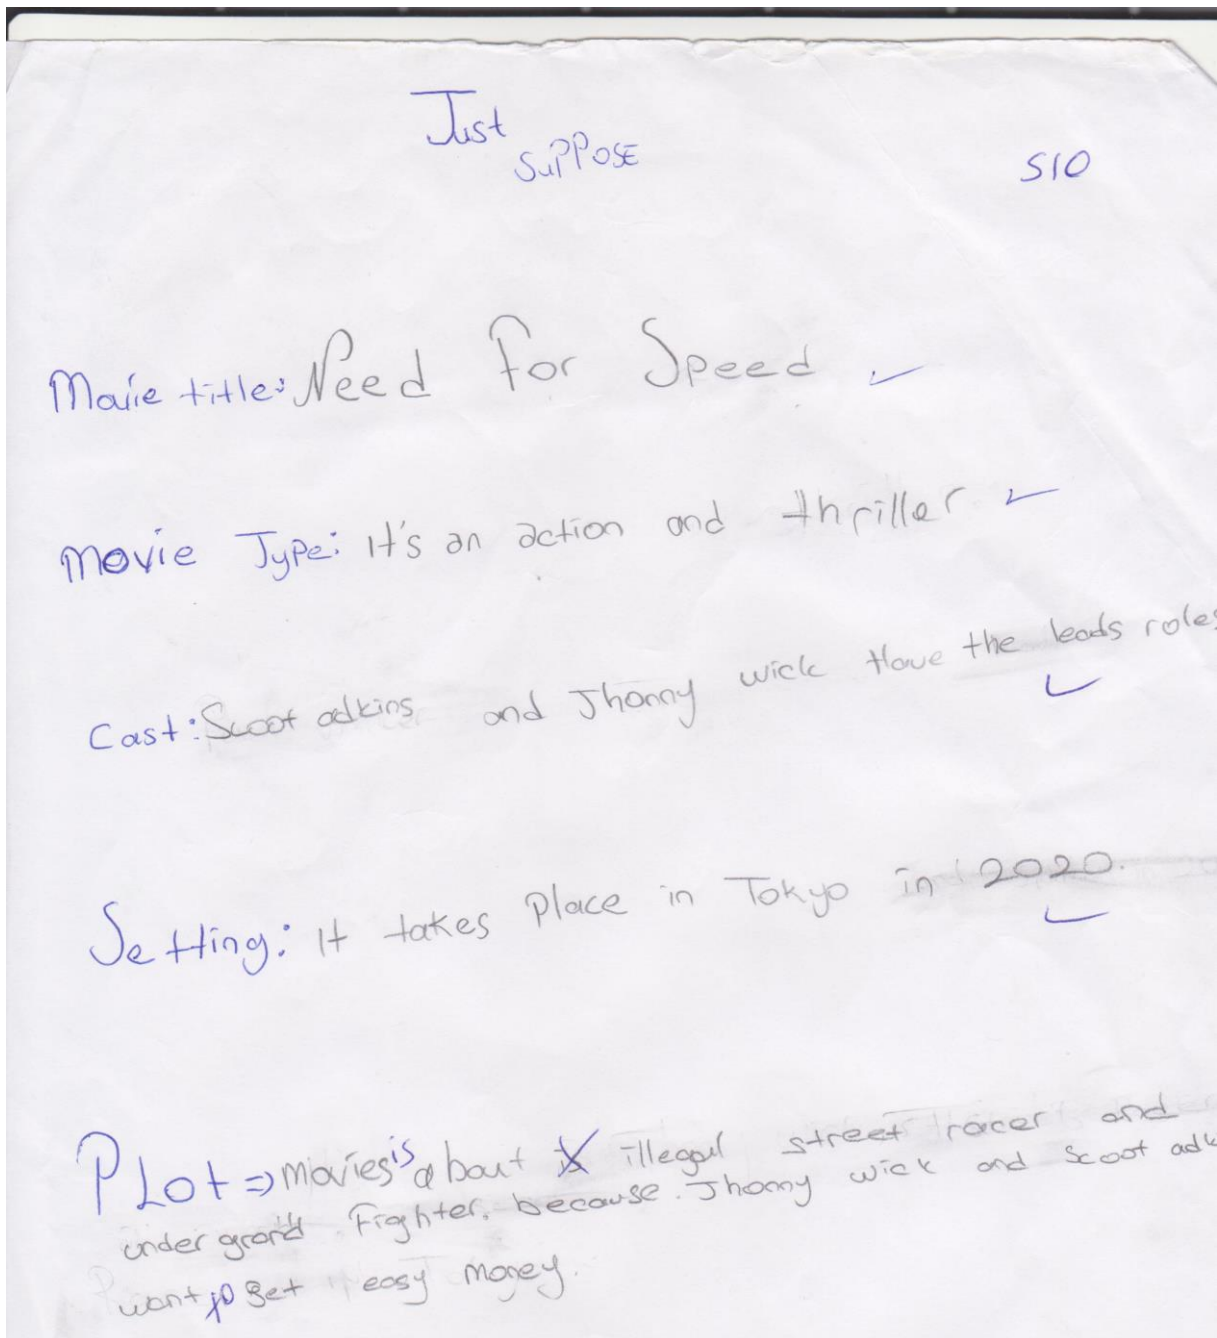 Just
SUPPOSE
S10
Movie title: Need for Speed
Movie Type: It's an action and thriller
Cast: Scoot adkins and Jhonny wick Have the leads roles
Setting: It takes place in Tokyo in 2020.
PLot => movies is about illegal street racer and
under Fighter. because. Jhonny wick and Scoot adk
want to get easy money.